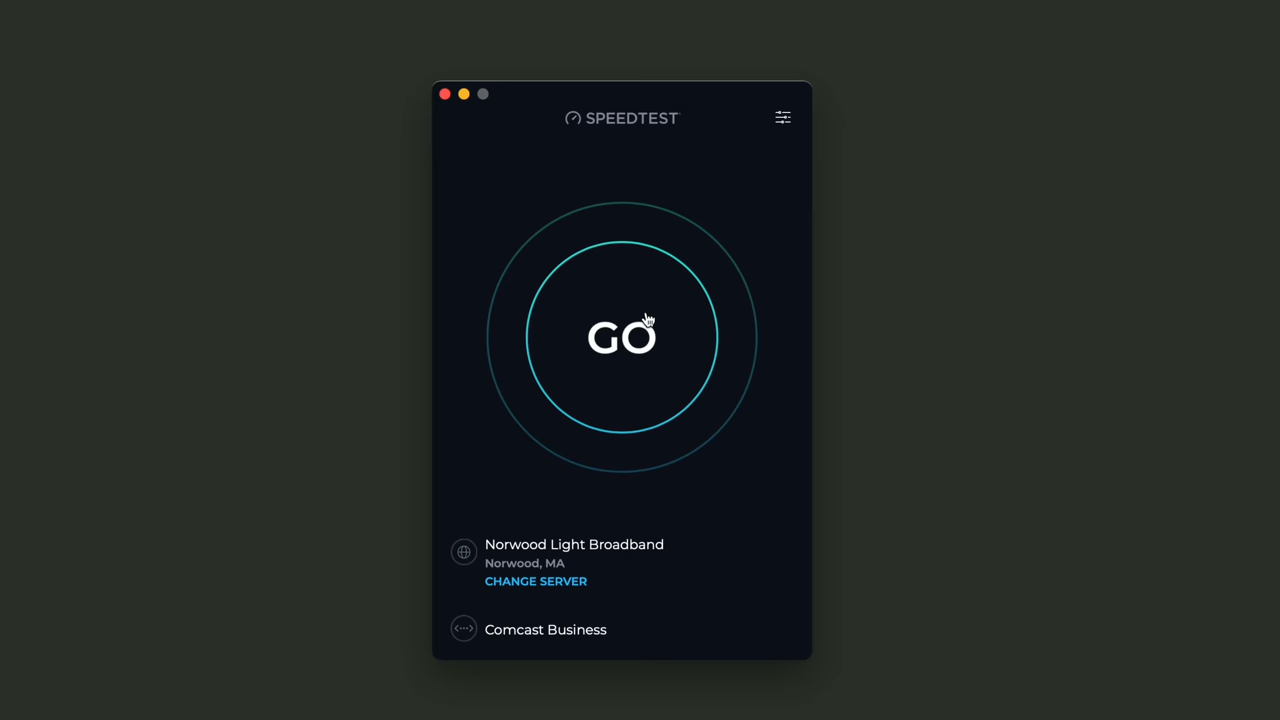 SPEEDTEST
GO
Norwood Light Broadband
Norwood, MA
CHANGE SERVER
Comcast Business